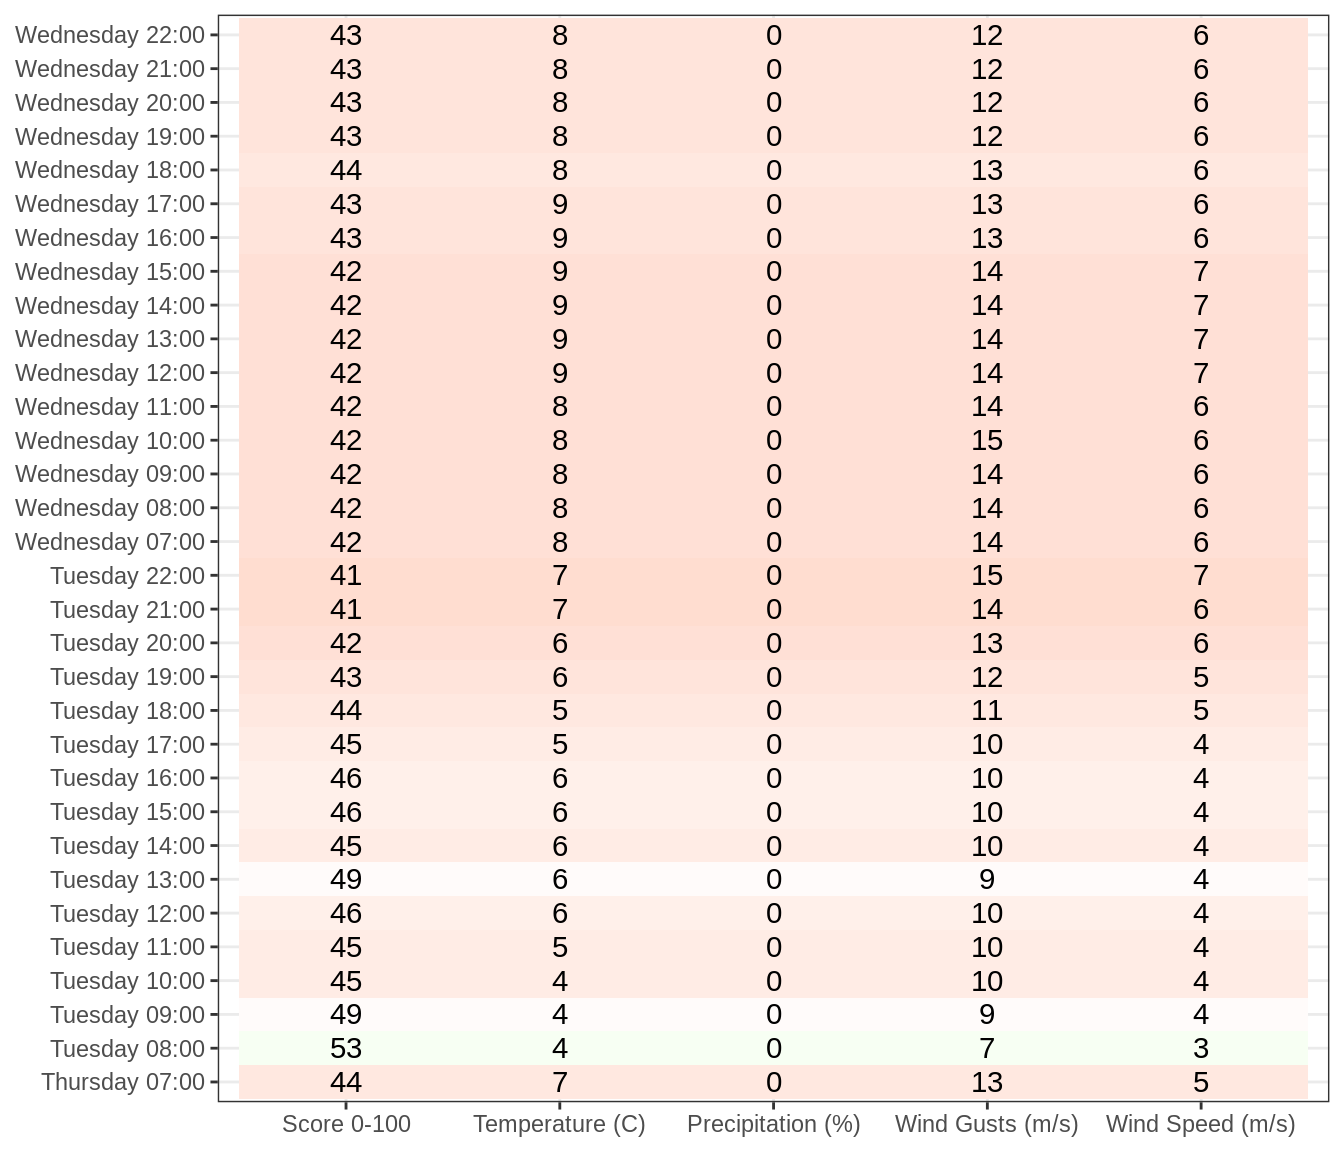 Wednesday 22:00 43 8 0 12 6
Wednesday 21:00 43 8 0 12 6
Wednesday 20:00 43 8 0 12 6
Wednesday 19:00 43 8 0 12 6
Wednesday 18:00 44 8 0 13 6
Wednesday 17:00 43 9 0 13 6
Wednesday 16:00 43 9 0 13 6
Wednesday 15:00 42 9 0 14 7
Wednesday 14:00 42 9 0 14 7
Wednesday 13:00 42 9 0 14 7
Wednesday 12:00 42 9 0 14 7
Wednesday 11:00 42 8 0 14 6
Wednesday 10:00 42 8 0 15 6
Wednesday 09:00 42 8 0 14 6
Wednesday 08:00 42 8 0 14 6
Wednesday 07:00 42 8 0 14 6
Tuesday 22:00 41 7 0 15 7
Tuesday 21:00 41 7 0 14 6
Tuesday 20:00 42 6 0 13 6
Tuesday 19:00 43 6 0 12 5
Tuesday 18:00 44 5 0 11 5
Tuesday 17:00 45 5 0 10 4
Tuesday 16:00 46 6 0 10 4
Tuesday 15:00 46 6 0 10 4
Tuesday 14:00 45 6 0 10 4
Tuesday 13:00 49 6 0 9 4
Tuesday 12:00 46 6 0 10 4
Tuesday 11:00 45 5 0 10 4
Tuesday 10:00 45 4 0 10 4
Tuesday 09:00 49 4 0 9 4
Tuesday 08:00 53 4 0 7 3
Thursday 07:00 44 7 0 13 5
Score 0-100 Temperature (C) Precipitation (%) Wind Gusts (m/s) Wind Speed (m/s)